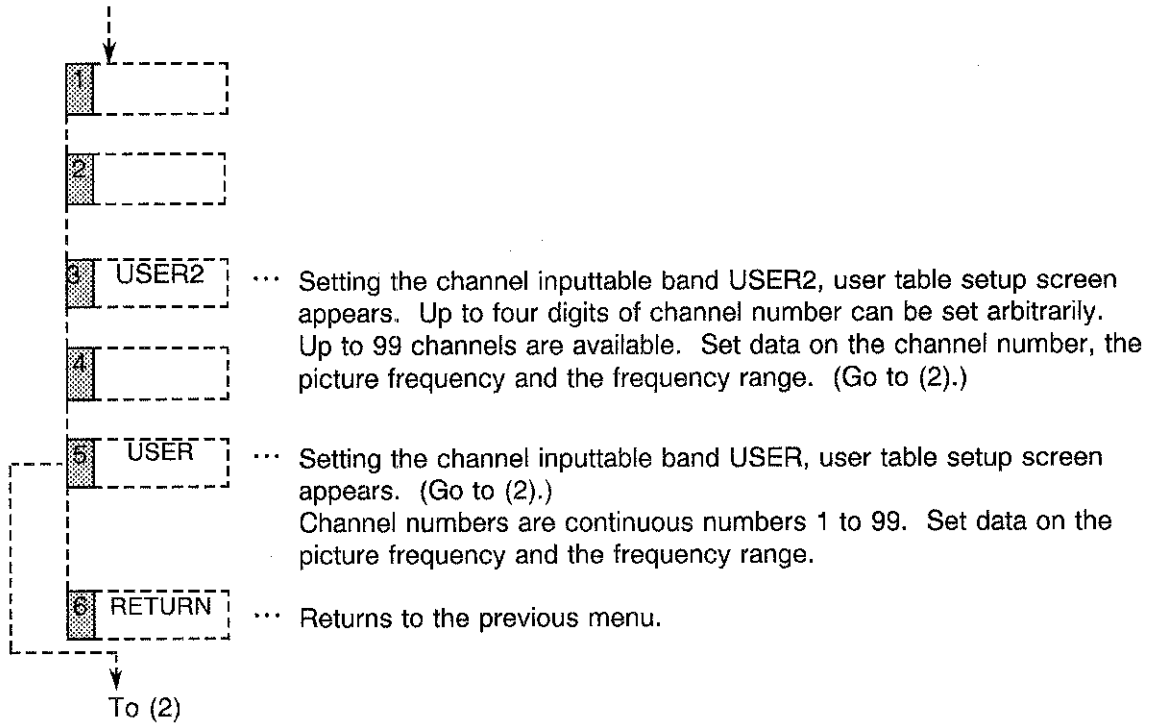 1
2
3 USER2 ··· Setting the channel inputtable band USER2, user table setup screen
appears. Up to four digits of channel number can be set arbitrarily.
Up to 99 channels are available. Set data on the channel number, the
picture frequency and the frequency range. (Go to (2).)
4
5 USER ··· Setting the channel inputtable band USER, user table setup screen
appears. (Go to (2).)
Channel numbers are continuous numbers 1 to 99. Set data on the
picture frequency and the frequency range.
6 RETURN ··· Returns to the previous menu.
To (2)